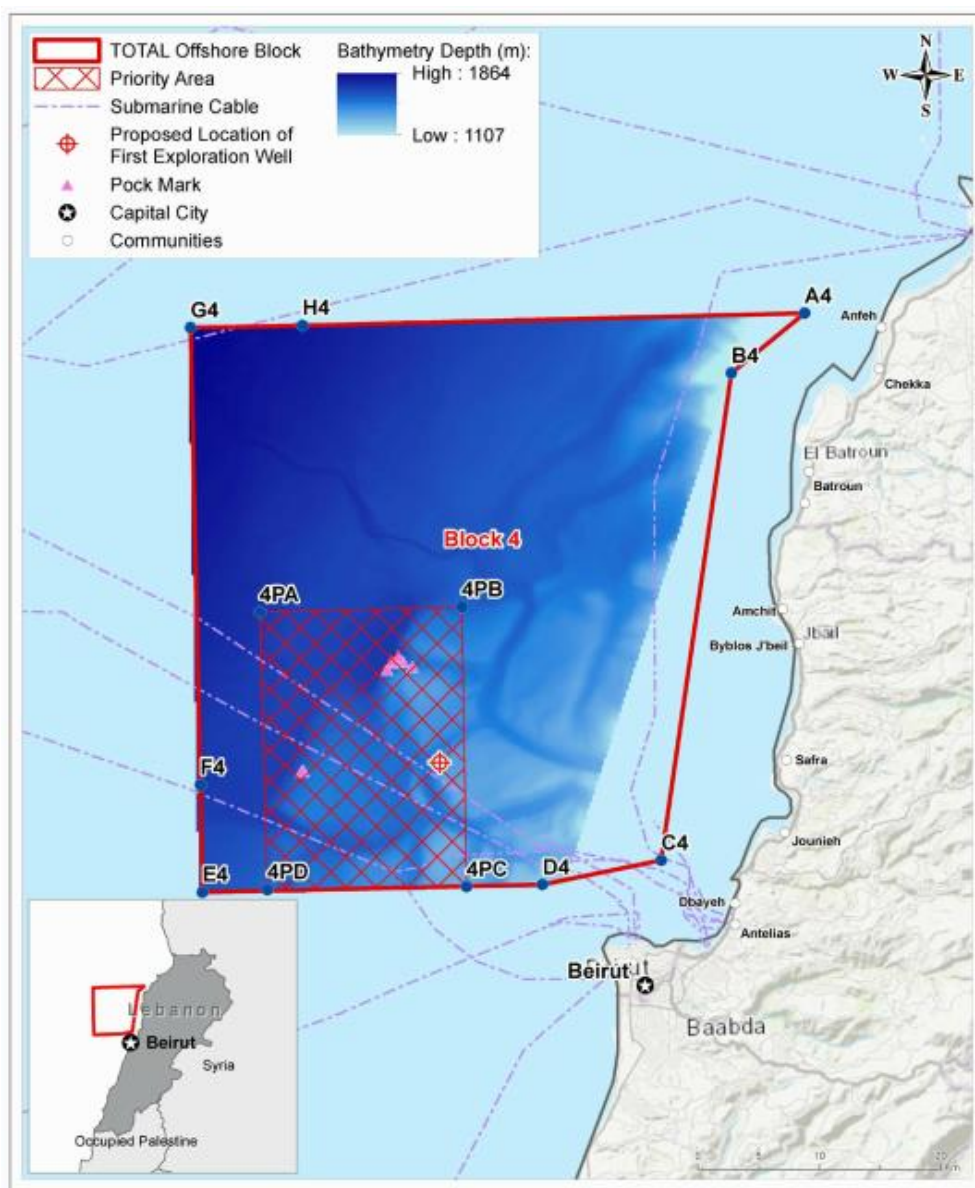 TOTAL Offshore Block
Priority Area
Submarine Cable
Proposed Location of
First Exploration Well
Pock Mark
Capital City
Communities
Bathymetry Depth (m):
High : 1864
Low : 1107
N
W
E
S
G4
H4
A4
Anfeh
B4
Chekka
El Batroun
Batroun
Block 4
4PA
4PB
Amchit
Jbail
Byblos J'beil
F4
Safra
Jounieh
C4
E4
4PD
4PC
D4
Dbayeh
Antelias
Beirut
Baabda
Lebanon
Beirut
Syria
Occupied Palestine
0
10
20
Km